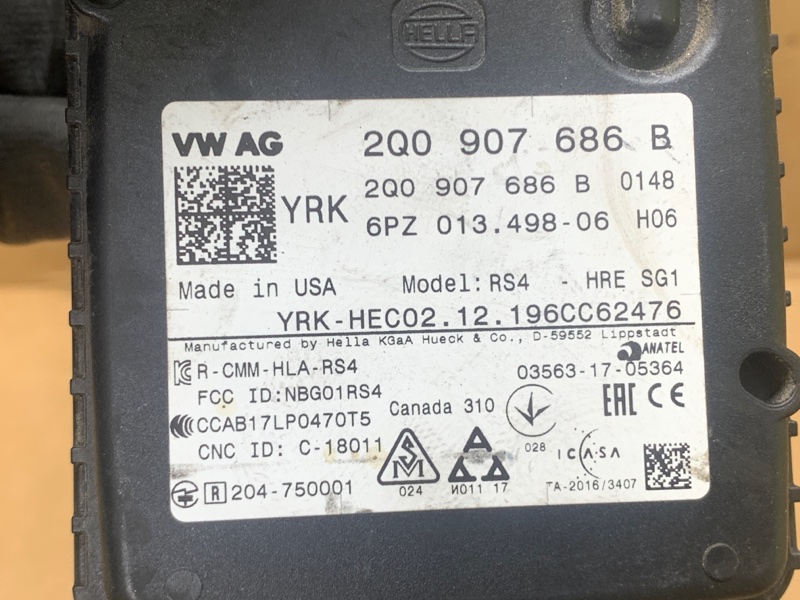 HELLA
VW AG 2Q0 907 686 B
2Q0 907 686 B 0148
YRK
6PZ 013.498-06 H06
Made in USA Model: RS4 - HRE SG1
YRK-HEC02.12.196CC62476
Manufactured by Hella KGaA Hueck & Co., D-59552 Lippstadt
ANATEL
R-CMM-HLA-RS4 03563-17-05364
FCC ID:NBG01RS4 EAC CE
CCAB17LP0470T5 Canada 310
CNC ID: C-18011 028 ICASA
SM A
R 204-750001 024 И011 17 TA-2016/3407